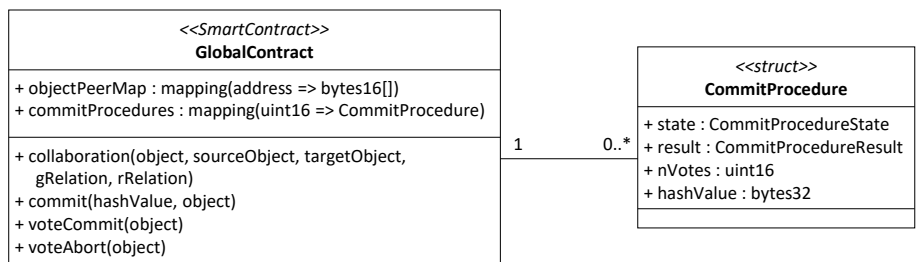 <<SmartContract>>
GlobalContract
+ objectPeerMap : mapping(address => bytes16[])
+ commitProcedures : mapping(uint16 => CommitProcedure)
+ collaboration(object, sourceObject, targetObject,
gRelation, rRelation)
+ commit(hashValue, object)
+ voteCommit(object)
+ voteAbort(object)
1
0..*
<<struct>>
CommitProcedure
+ state : CommitProcedureState
+ result : CommitProcedureResult
+ nVotes : uint16
+ hashValue : bytes32